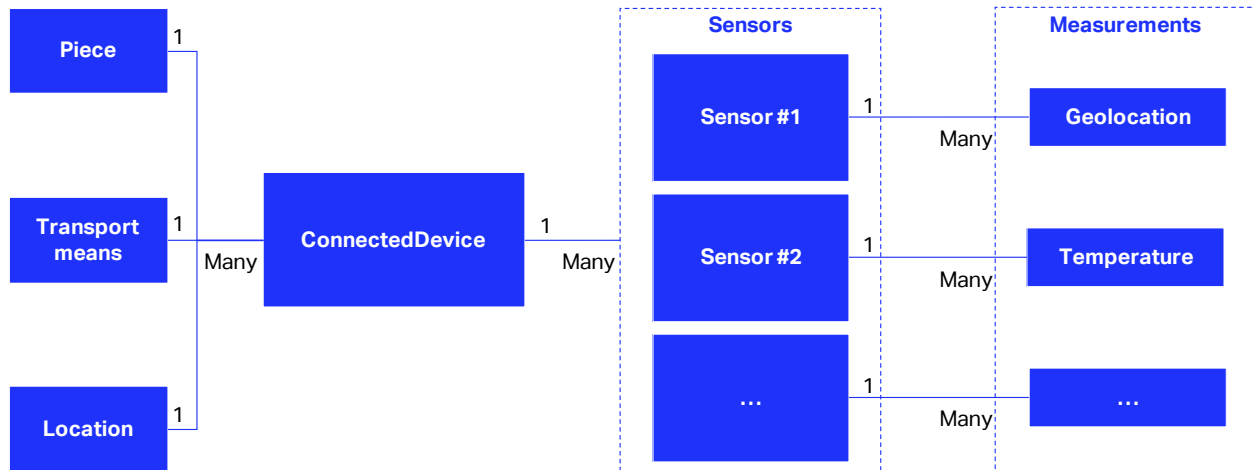 Sensors
Measurements
Piece
1
Sensor #1
1
Many
Geolocation
Transport
means
1
Many
ConnectedDevice
1
Many
Sensor #2
1
Many
Temperature
Location
1
...
1
Many
...